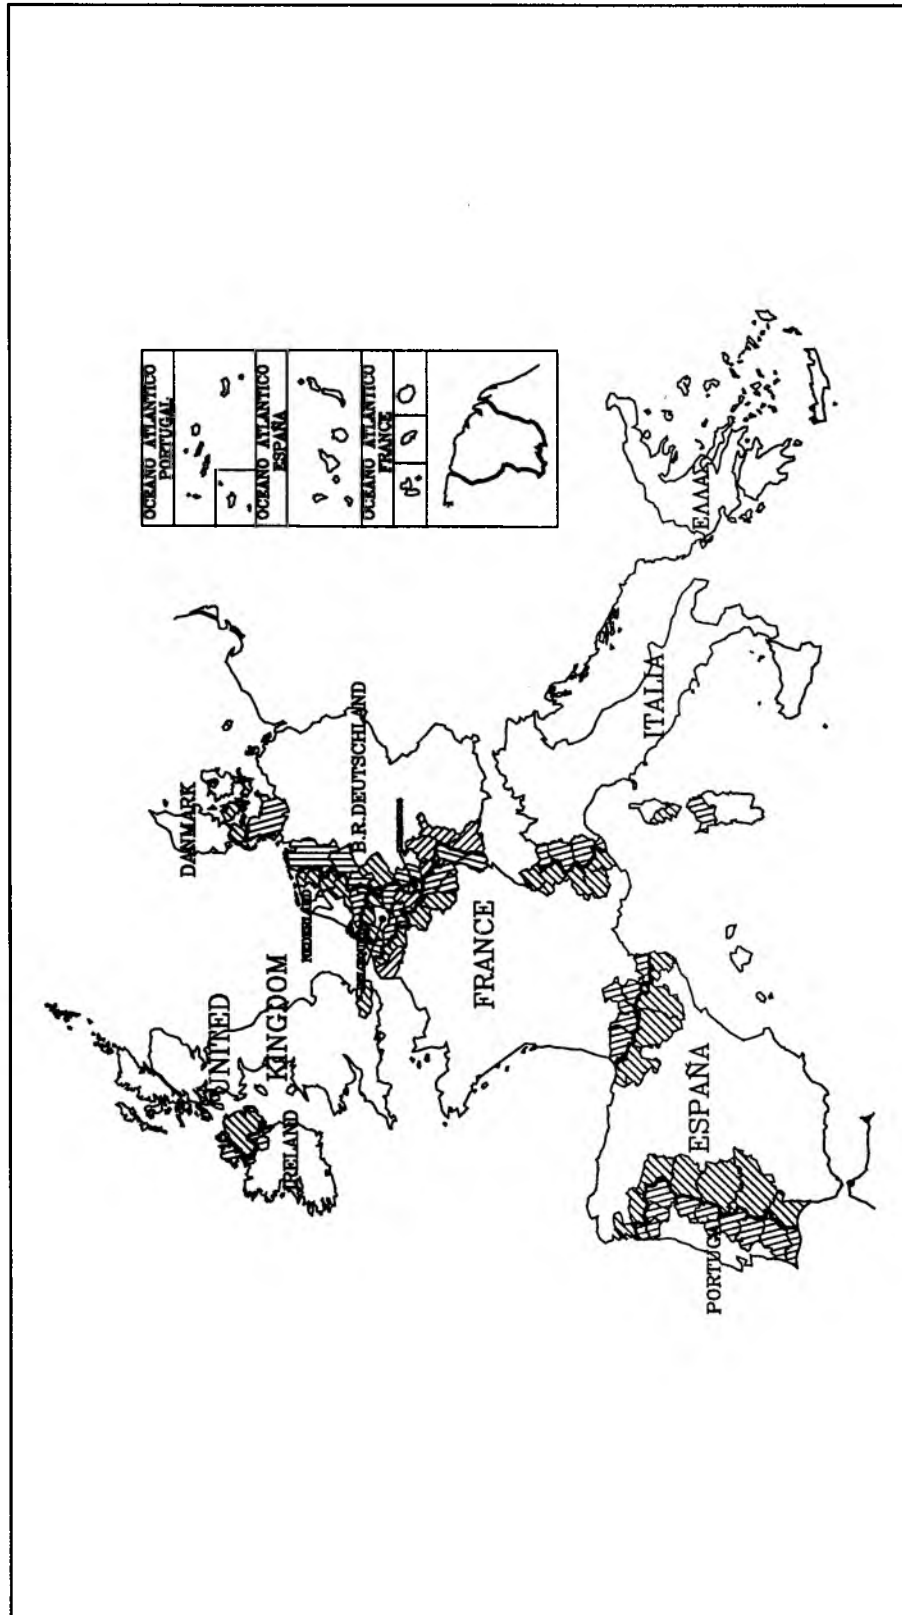 OCEANO ATLANTICO
PORTUGAL
OCEANO ATLANTICO
ESPAÑA
OCEANO ATLANTICO
FRANCE
DANMARK
UNITED
KINGDOM
IRELAND
NEDERLAND
B.R.DEUTSCHLAND
FRANCE
ITALIA
ΕΛΛΑΣ
ESPAÑA
PORTUGAL